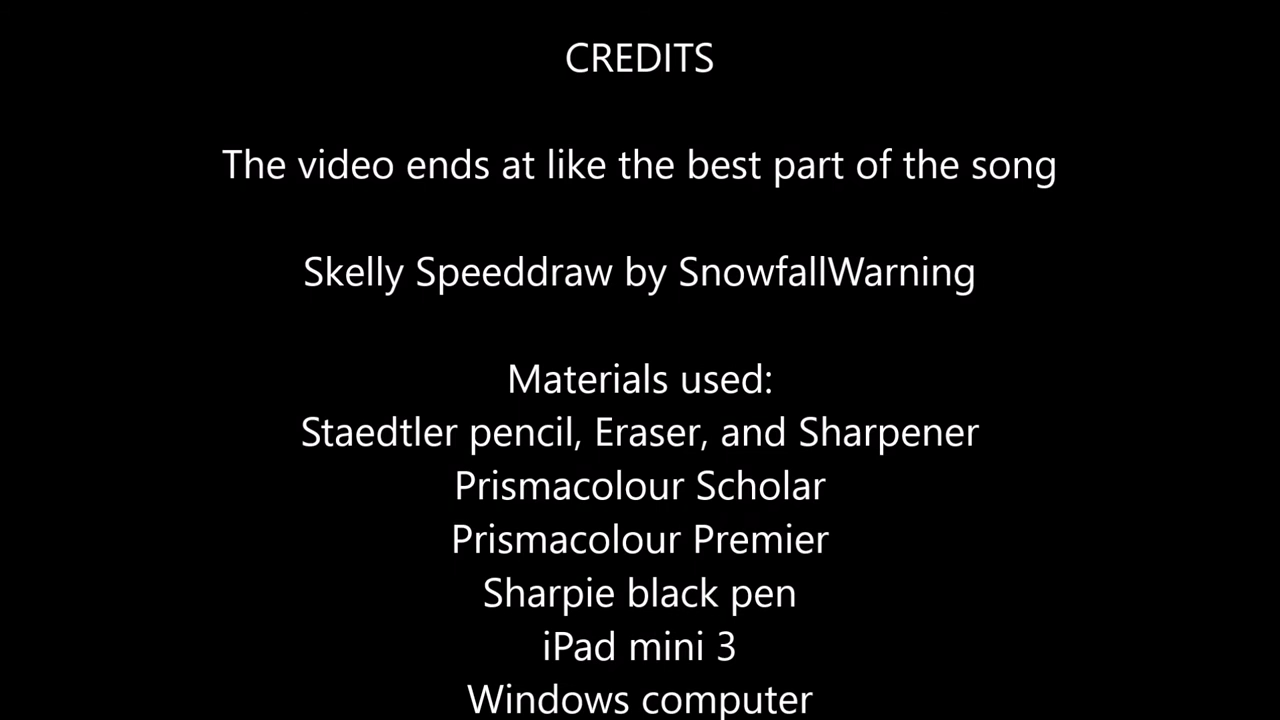 CREDITS
The video ends at like the best part of the song
Skelly Speeddraw by SnowfallWarning
Materials used:
Staedtler pencil, Eraser, and Sharpener
Prismacolour Scholar
Prismacolour Premier
Sharpie black pen
iPad mini 3
Windows computer